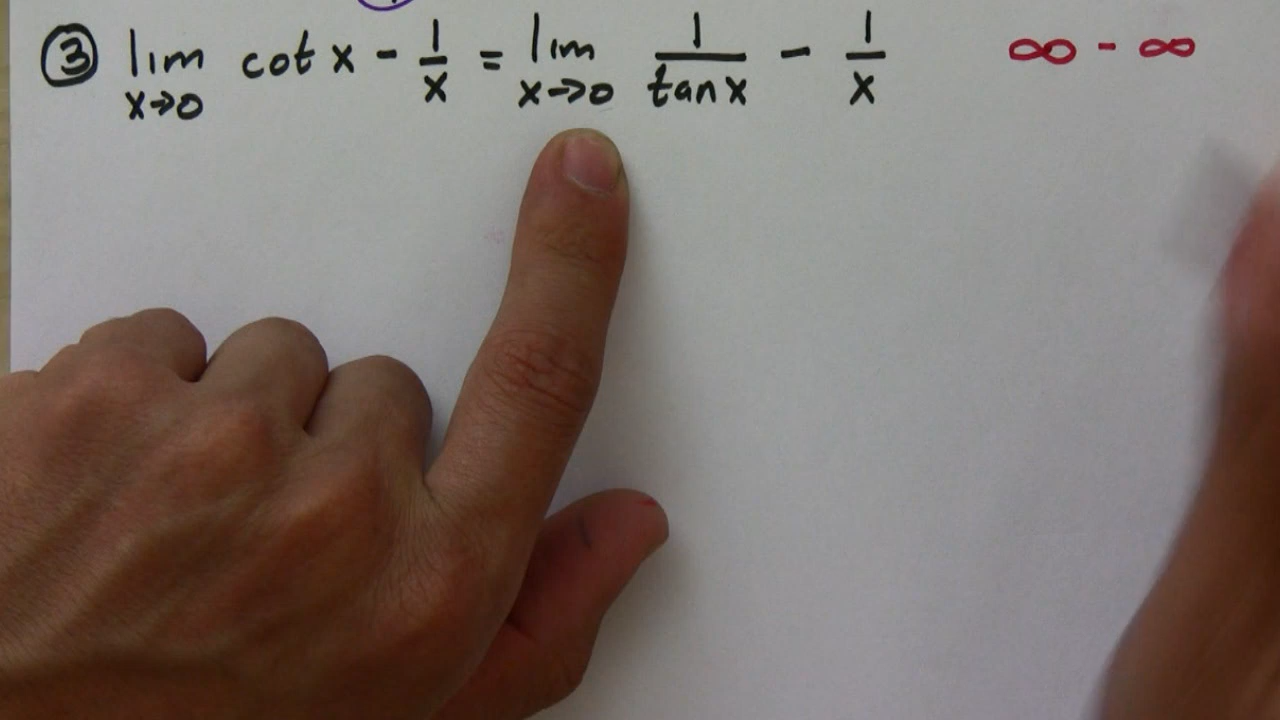 ③ lim x→0 cot x - 1/x = lim x→0 1/tan x - 1/x ∞ - ∞